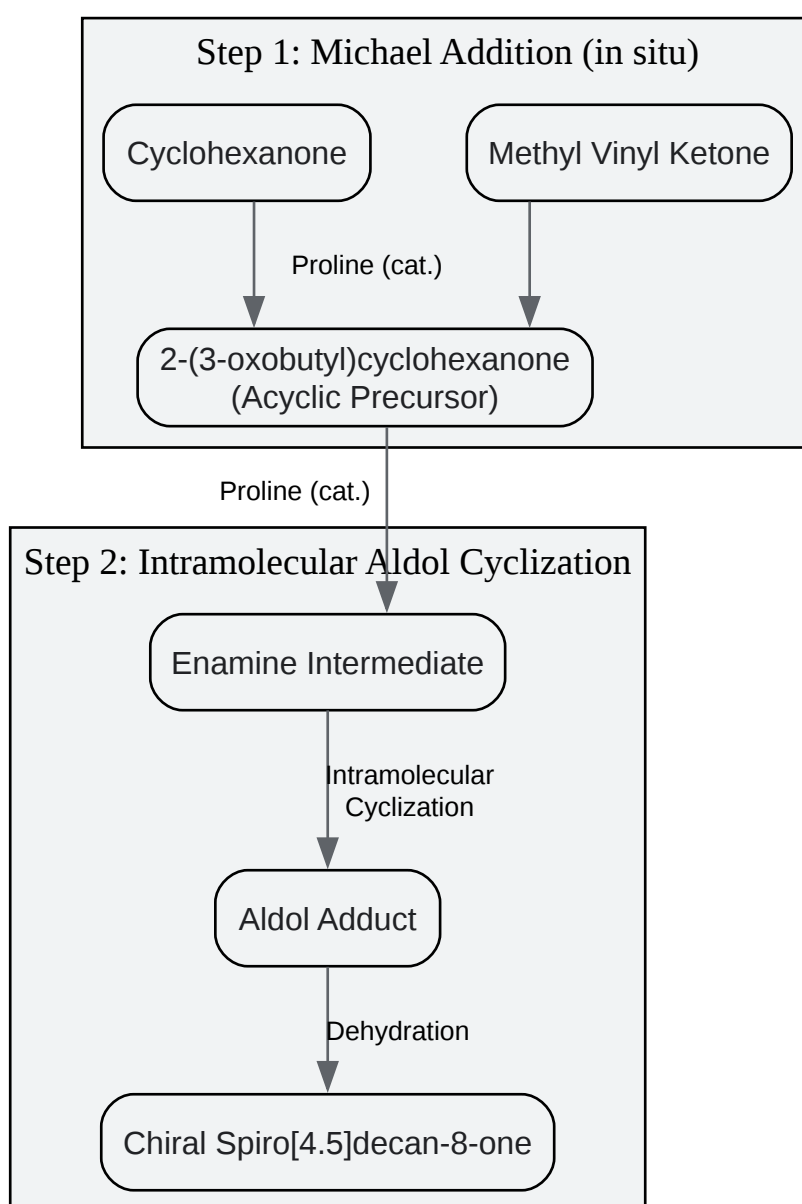 Step 1: Michael Addition (in situ)
Cyclohexanone
Methyl Vinyl Ketone
Proline (cat.)
2-(3-oxobutyl)cyclohexanone
(Acyclic Precursor)
Proline (cat.)
Step 2: Intramolecular Aldol Cyclization
Enamine Intermediate
Intramolecular
Cyclization
Aldol Adduct
Dehydration
Chiral Spiro[4.5]decan-8-one